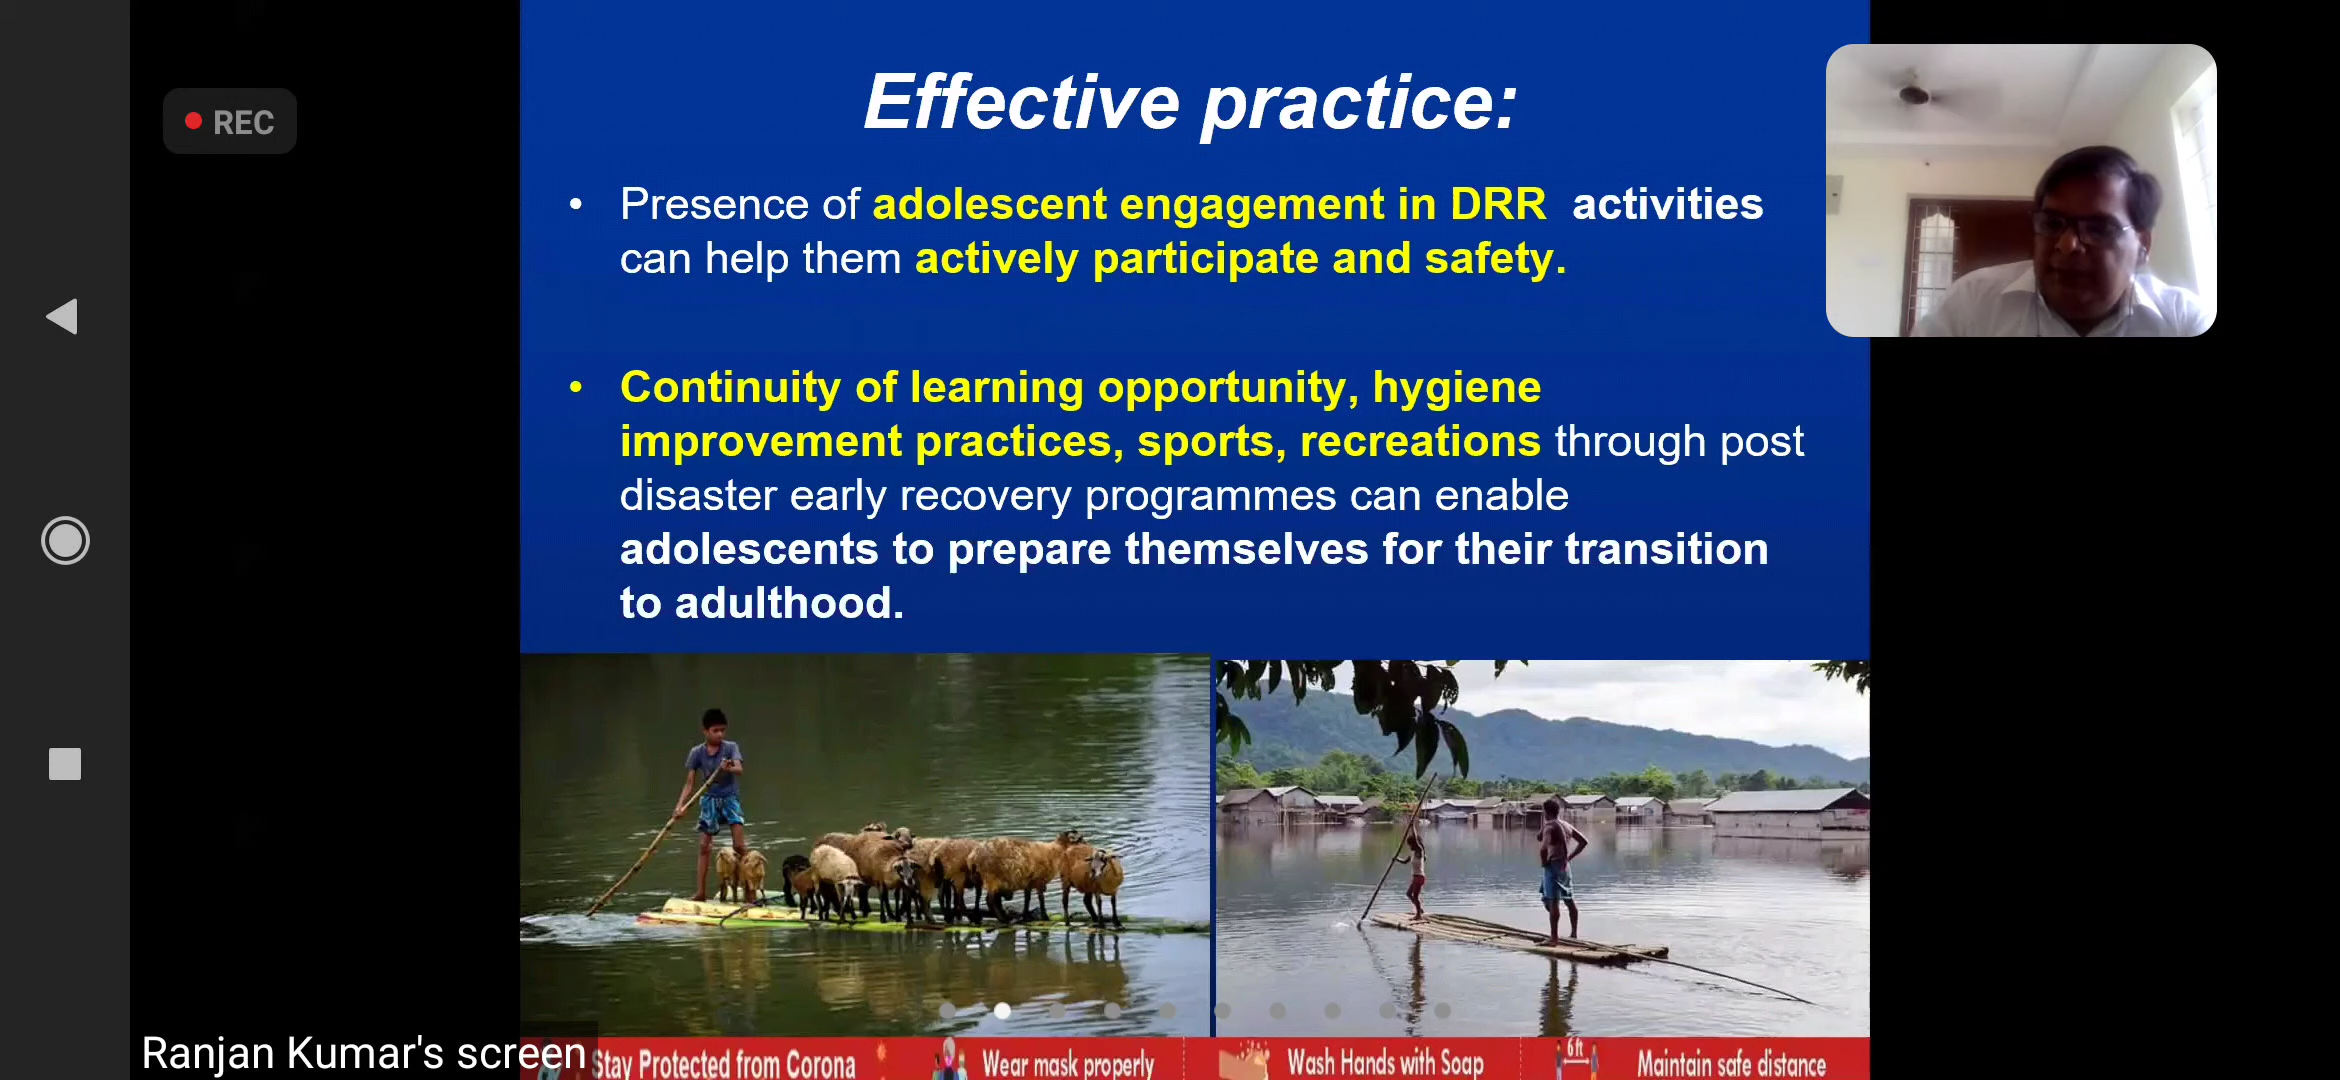 REC
Effective practice:
• Presence of adolescent engagement in DRR activities
can help them actively participate and safety.
• Continuity of learning opportunity, hygiene
improvement practices, sports, recreations through post
disaster early recovery programmes can enable
adolescents to prepare themselves for their transition
to adulthood.
Ranjan Kumar's screen
Stay Protected from Corona
Wear mask properly
Wash Hands with Soap
6 ft
Maintain safe distance